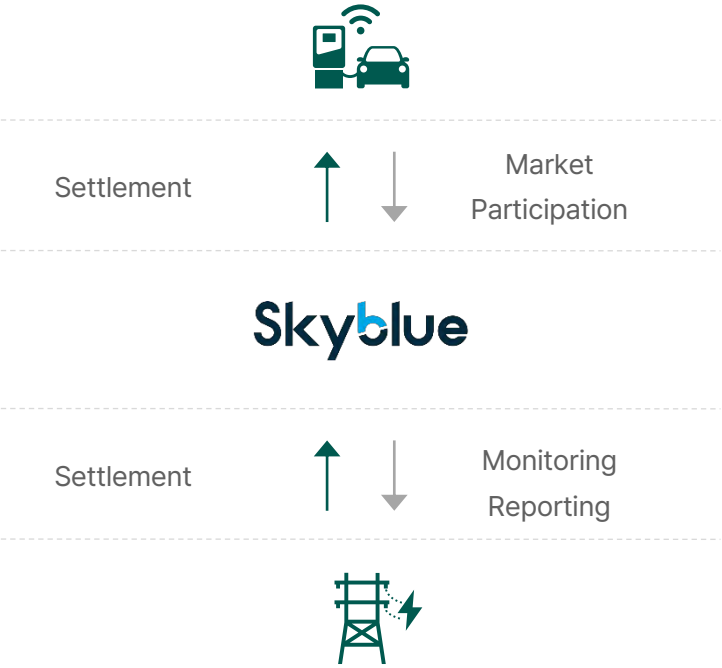 Settlement
Market
Participation
Skyblue
Settlement
Monitoring
Reporting